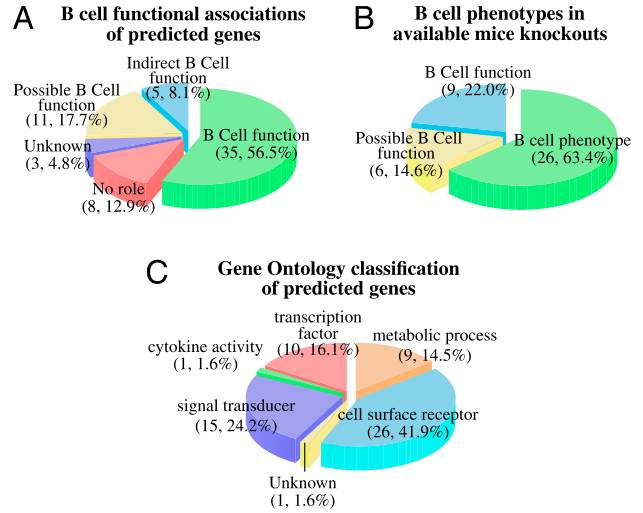 A
B cell functional associations
of predicted genes
Indirect B Cell
function
(5, 8.1%)
Possible B Cell
function
(11, 17.7%)
B Cell function
(35, 56.5%)
Unknown
(3, 4.8%)
No role
(8, 12.9%)
B
B cell phenotypes in
available mice knockouts
B Cell function
(9, 22.0%)
Possible B Cell
function
(6, 14.6%)
B cell phenotype
(26, 63.4%)
C
Gene Ontology classification
of predicted genes
transcription
factor
(10, 16.1%)
metabolic process
(9, 14.5%)
cytokine activity
(1, 1.6%)
signal transducer
(15, 24.2%)
cell surface receptor
(26, 41.9%)
Unknown
(1, 1.6%)